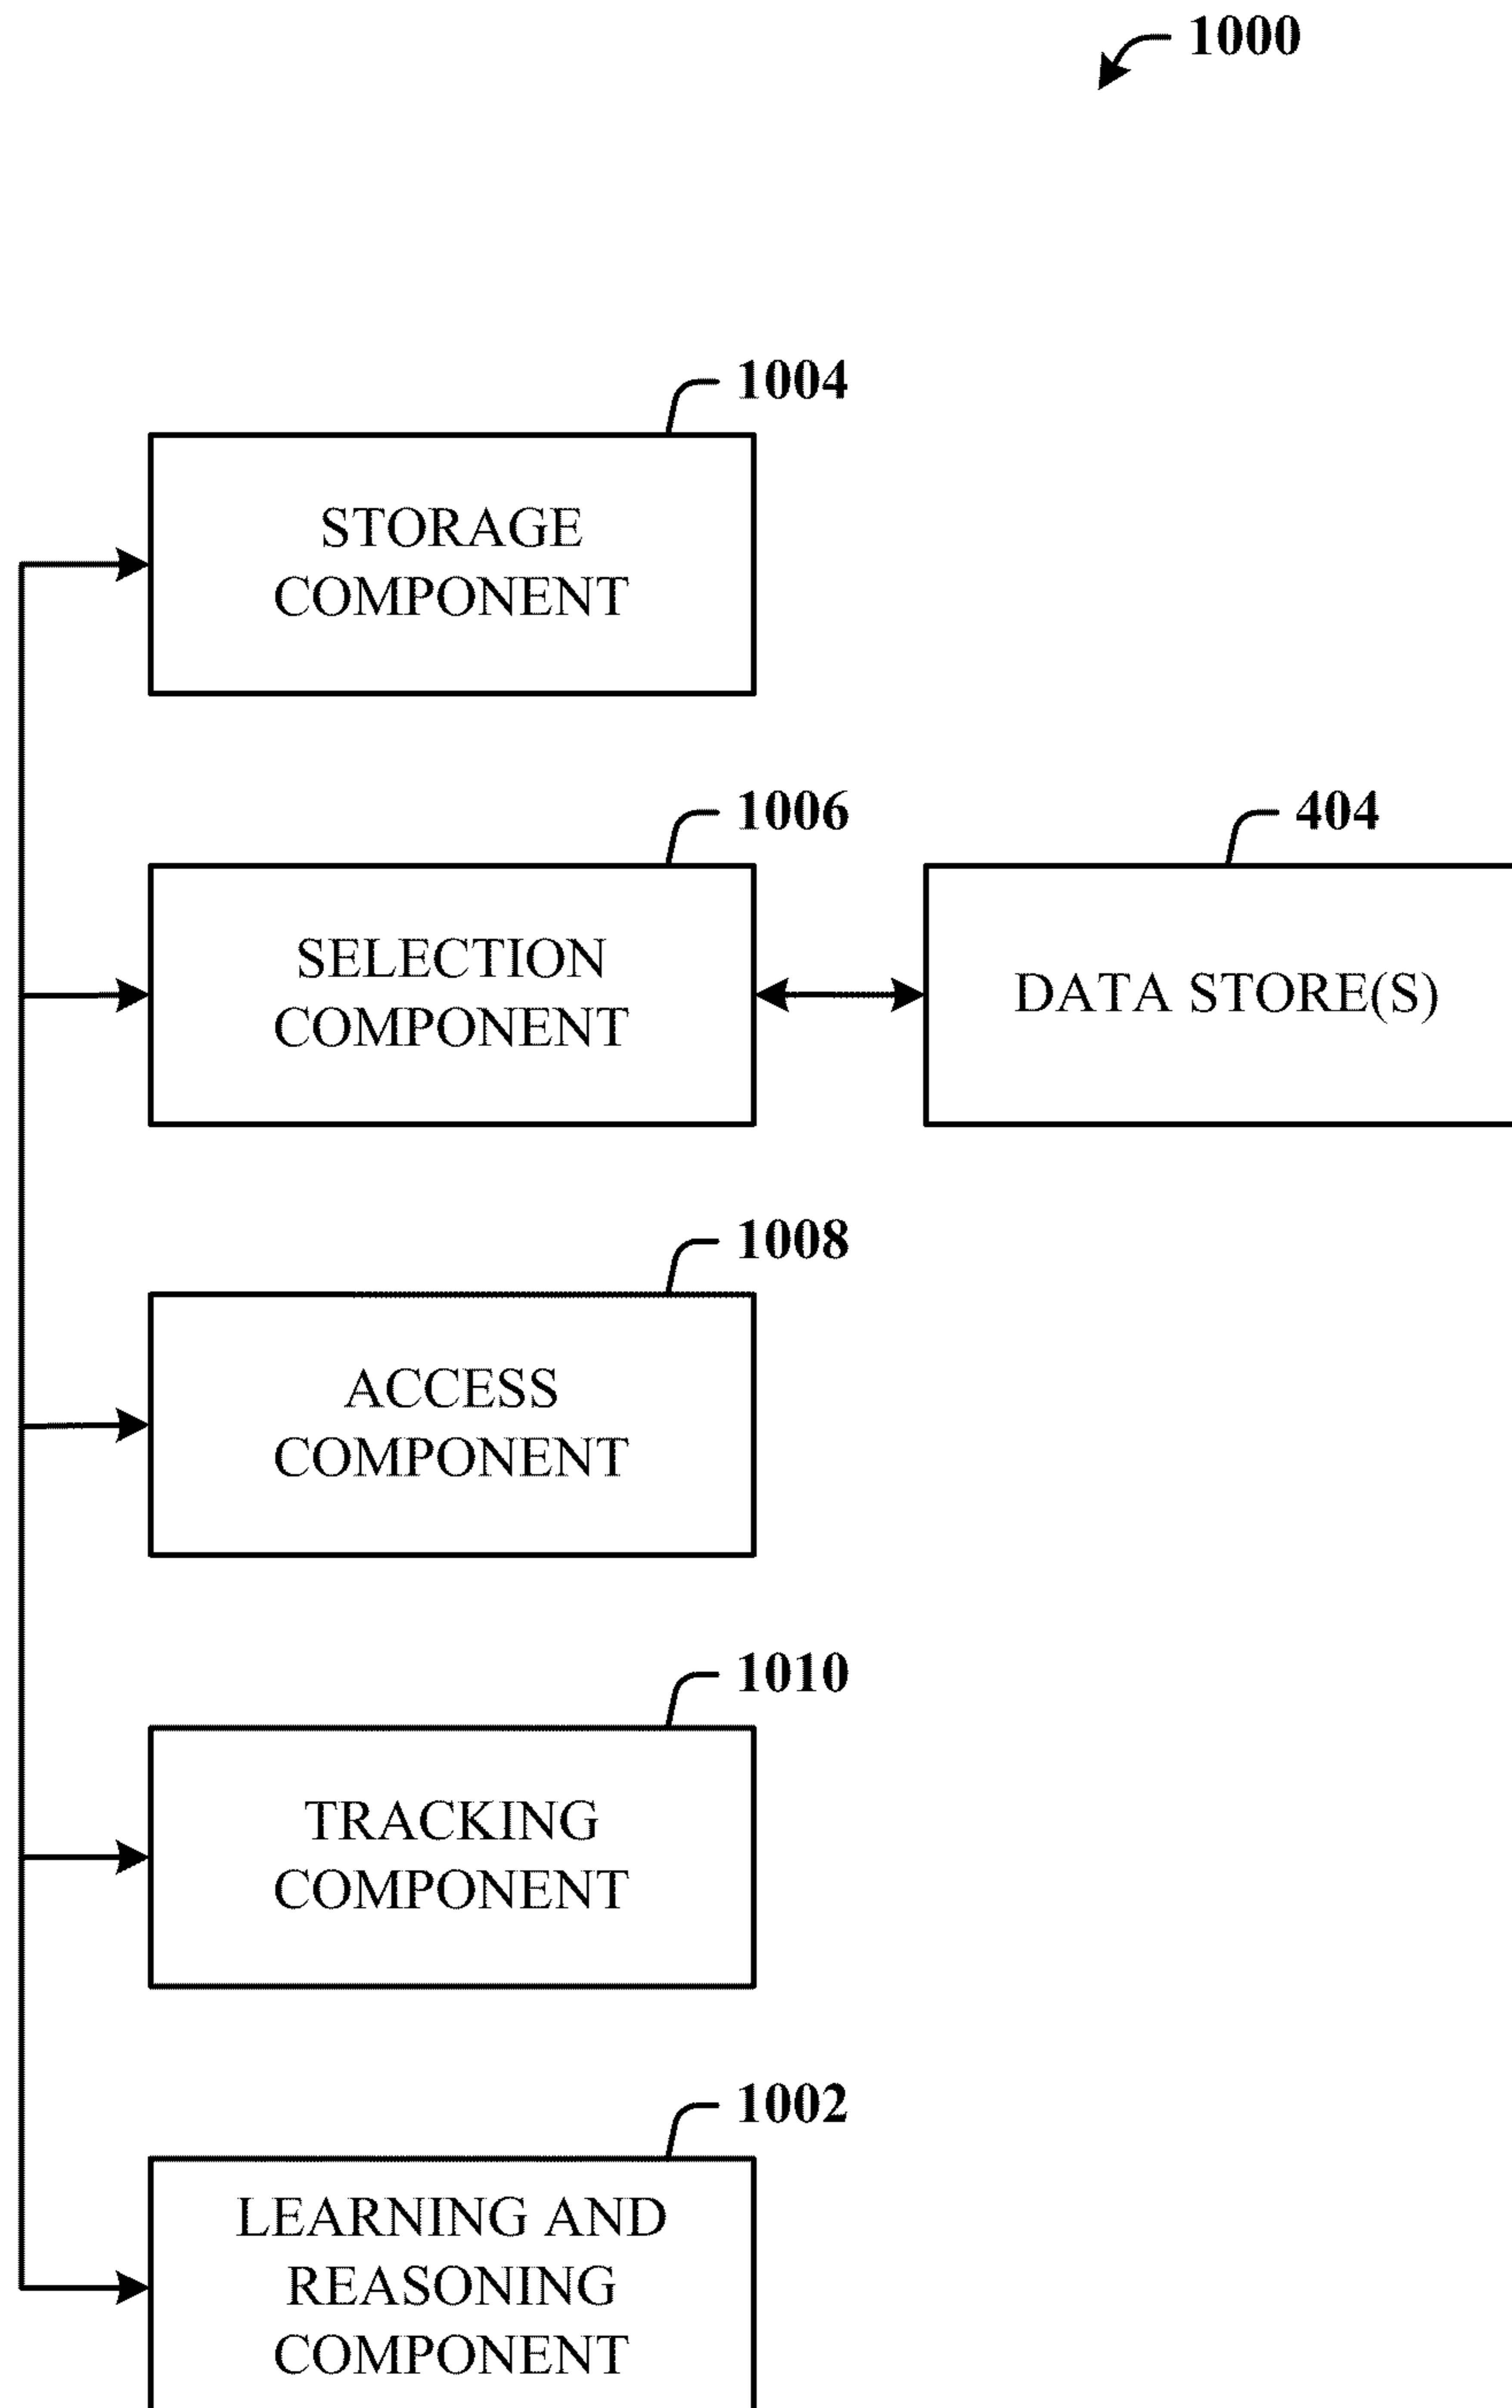 1000
1004
STORAGE
COMPONENT
1006
404
SELECTION
COMPONENT
DATA STORE(S)
1008
ACCESS
COMPONENT
1010
TRACKING
COMPONENT
1002
LEARNING AND
REASONING
COMPONENT